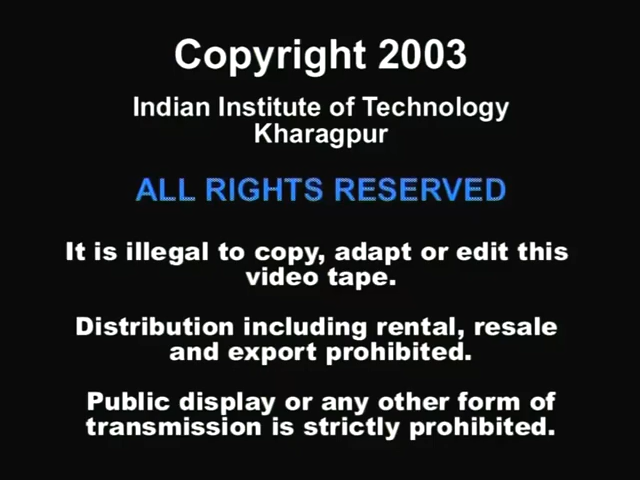 Copyright 2003
Indian Institute of Technology
Kharagpur
ALL RIGHTS RESERVED
It is illegal to copy, adapt or edit this
video tape.
Distribution including rental, resale
and export prohibited.
Public display or any other form of
transmission is strictly prohibited.